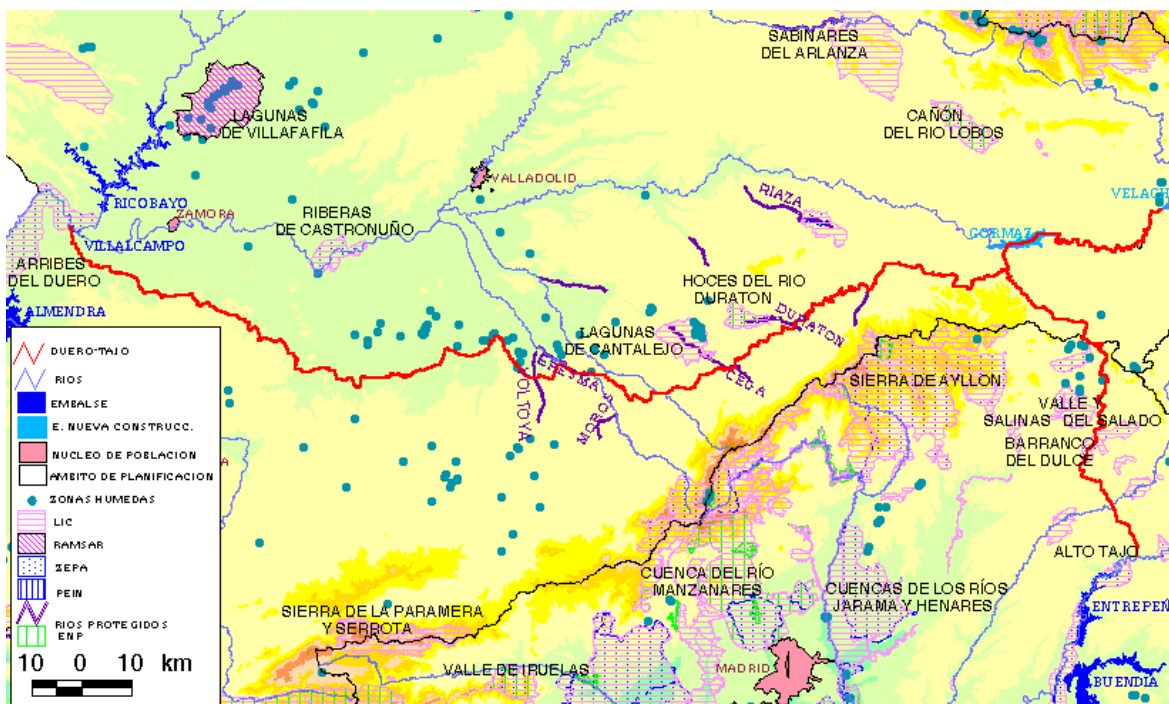 SABINARES
DEL ARLANZA
LAGUNAS
DE VILLAFAFILA
CAÑÓN
DEL RIO LOBOS
VALLADOLID
RIAZA
VELACH
RICOBAYO
ZAMORA
RIBERAS
DE CASTRONUÑO
GORMAZ
VILLALCAMPO
ARRIBES
DEL DUERO
HOCES DEL RIO
DURATON
DURATON
ALMENDRA
LAGUNAS
DE CANTALEJO
CEGA
ERESMA
VOLTOYA
MOROS
SIERRA DE AYLLON
VALLE Y
SALINAS DEL SALADO
BARRANCO
DEL DULCE
ALTO TAJO
CUENCA DEL RÍO
MANZANARES
CUENCAS DE LOS RÍOS
JARAMA Y HENARES
ENTREPEÑ
SIERRA DE LA PARAMERA
Y SERROTA
VALLE DE IRUELAS
MADRID
BUENDIA
DUERO-TAJO
RIOS
EMBALSE
E. NUEVA CONSTRUCC.
NUCLEO DE POBLACION
AMBITO DE PLANIFICACION
ZONAS HUMEDAS
LIC
RAMSAR
ZEPA
PEIN
RIOS PROTEGIDOS
ENP
10 0 10 km